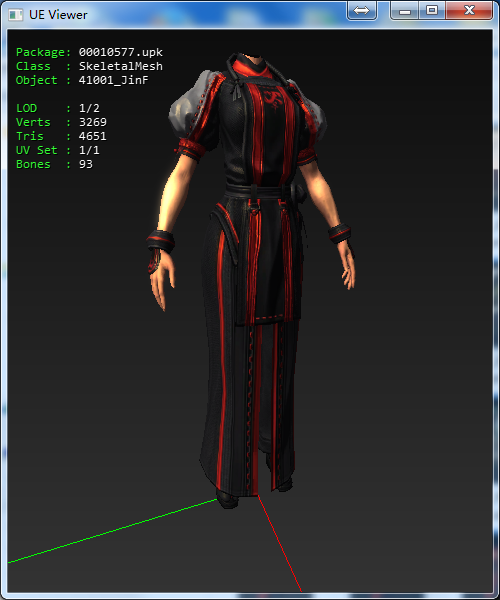 UE Viewer
Package: 00010577.upk
Class : SkeletalMesh
Object : 41001_JinF
LOD : 1/2
Verts : 3269
Tris : 4651
UV Set : 1/1
Bones : 93